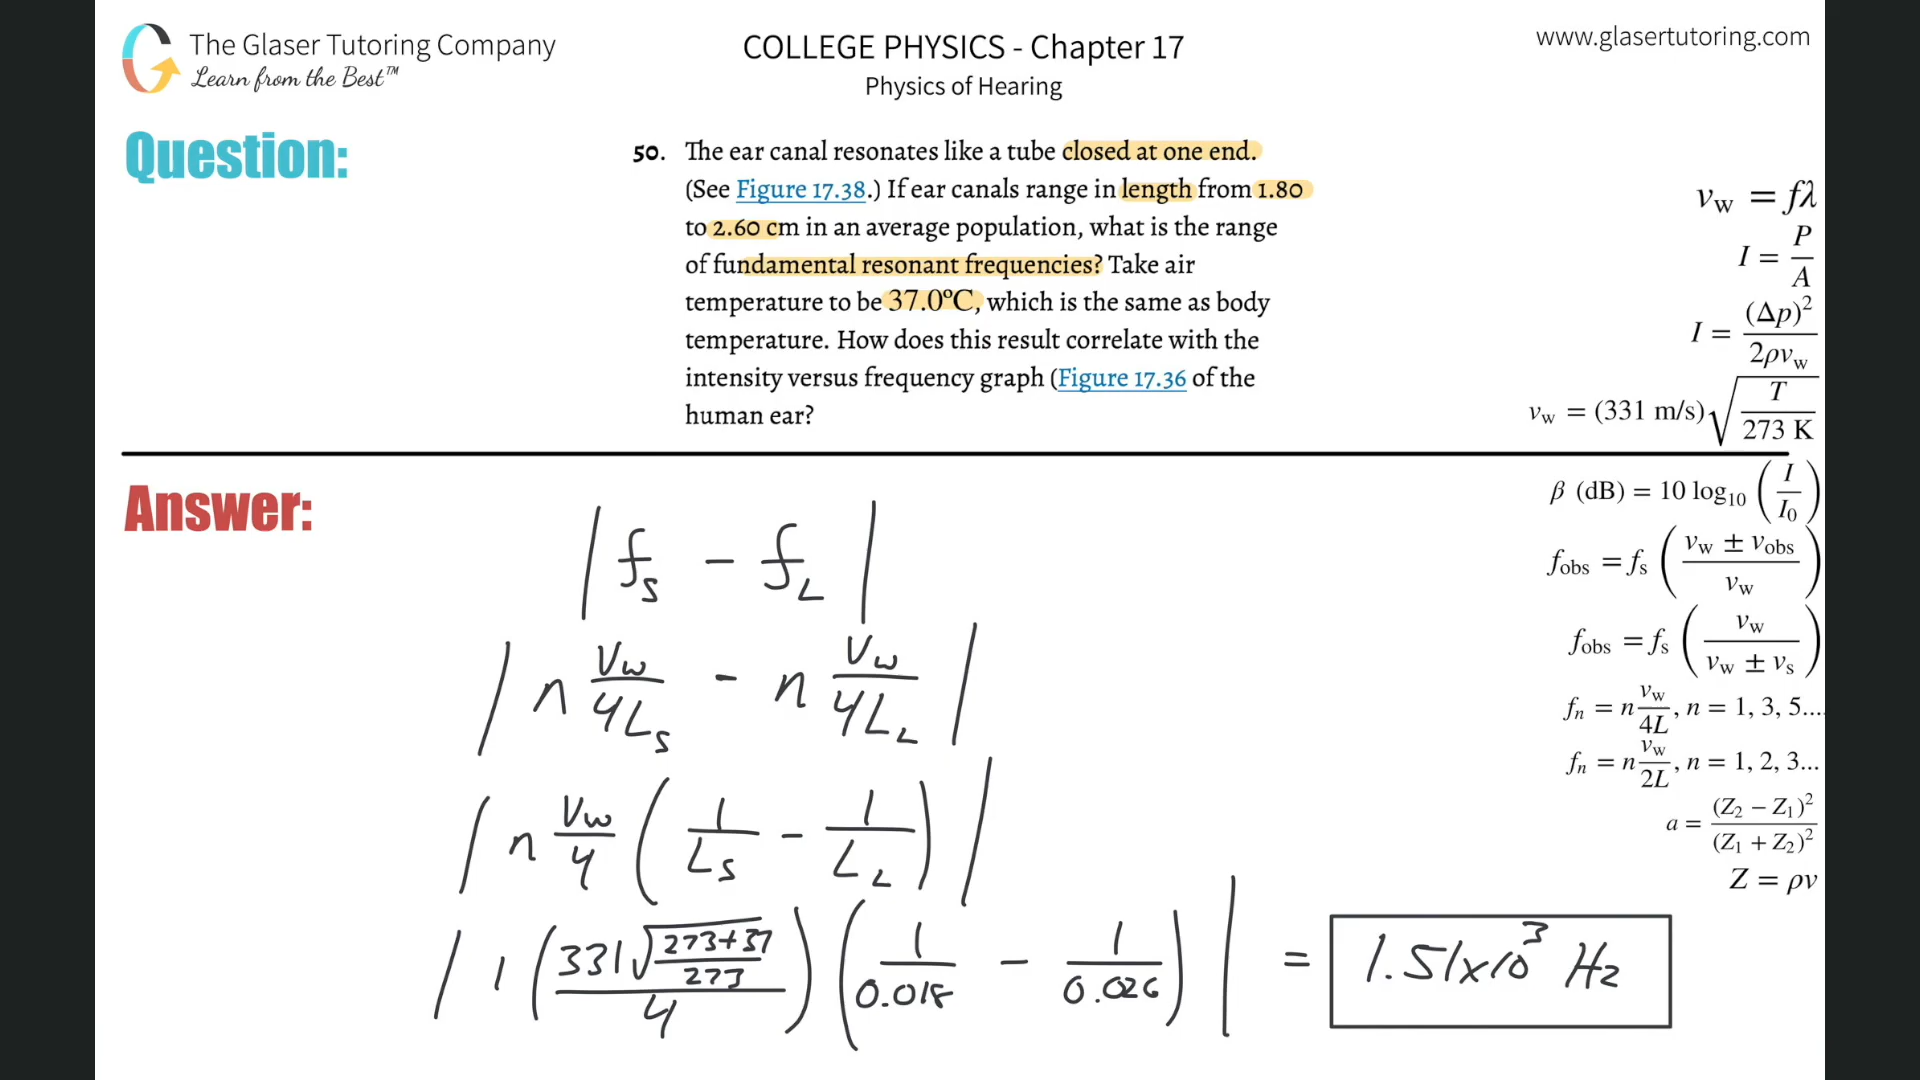 The Glaser Tutoring Company
Learn from the Best™
COLLEGE PHYSICS - Chapter 17
Physics of Hearing
www.glasertutoring.com
Question:
50. The ear canal resonates like a tube closed at one end.
(See Figure 17.38.) If ear canals range in length from 1.80
to 2.60 cm in an average population, what is the range
of fundamental resonant frequencies? Take air
temperature to be 37.0ºC, which is the same as body
temperature. How does this result correlate with the
intensity versus frequency graph (Figure 17.36 of the
human ear?
v_w = fλ
I = P/A
I = (Δp)²/2ρv_w
v_w = (331 m/s)√(T/273 K)
β (dB) = 10 log₁₀ (I/I₀)
f_obs = f_s ((v_w ± v_obs)/v_w)
f_obs = f_s (v_w/(v_w ± v_s))
f_n = n v_w/4L, n = 1, 3, 5...
f_n = n v_w/2L, n = 1, 2, 3...
a = (Z₂ − Z₁)²/(Z₁ + Z₂)²
Z = ρv
Answer:
| f_s − f_L |
| n V_w/4L_s − n V_w/4L_L |
| n V_w/4 (1/L_s − 1/L_L) |
| 1 (331√((273+37)/273)/4) (1/0.018 − 1/0.026) | = 1.51x10³ Hz